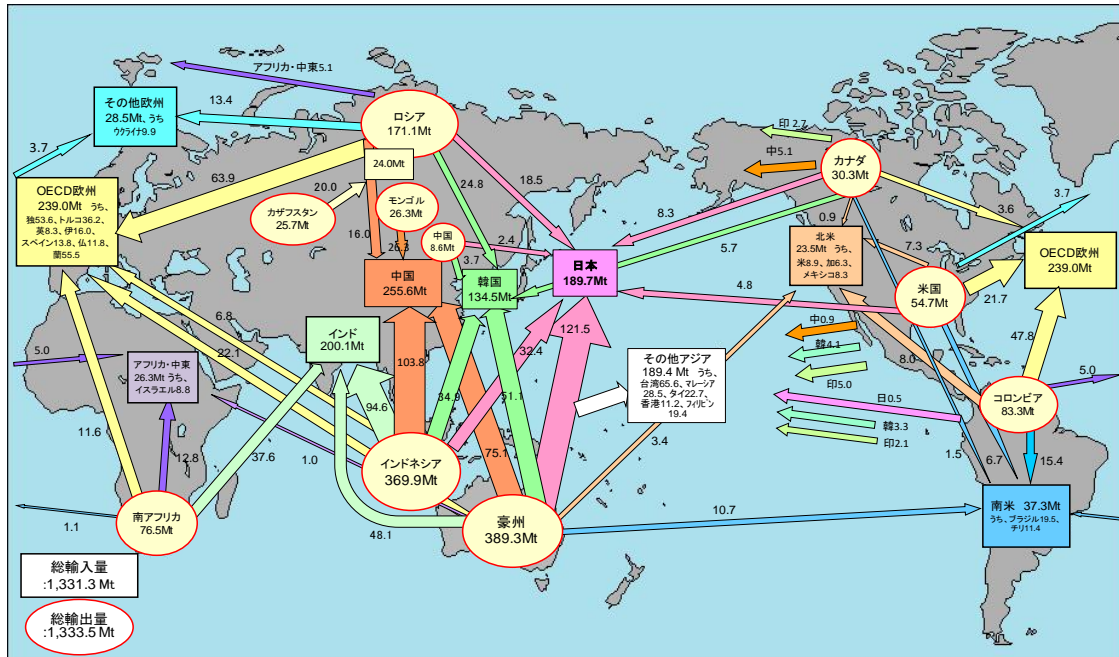 アフリカ・中東5.1
その他欧州
28.5Mt、うち
ウクライナ9.9
13.4
ロシア
171.1Mt
3.7
OECD欧州
239.0Mt うち、
独53.6、トルコ36.2、
英8.3、伊16.0、
スペイン13.8、仏11.8、
蘭55.5
63.9
24.0Mt
20.0
カザフスタン
25.7Mt
モンゴル
26.3Mt
16.0
26.3
中国
8.6Mt
24.8
18.5
2.4
3.7
中国
255.6Mt
韓国
134.5Mt
日本
189.7Mt
印 2.7
中5.1
カナダ
30.3Mt
8.3
5.7
0.9
3.6
3.7
北米
23.5Mt うち、
米8.9、加6.3、
メキシコ8.3
7.3
OECD欧州
239.0Mt
米国
54.7Mt
21.7
4.8
47.8
中0.9
韓4.1
印5.0
8.0
日0.5
韓3.3
印2.1
コロンビア
83.3Mt
5.0
1.5
6.7
15.4
南米 37.3Mt
うち、ブラジル19.5、
チリ11.4
6.8
22.1
インド
200.1Mt
103.8
32.4
121.5
その他アジア
189.4 Mt うち、
台湾65.6、マレーシア
28.5、タイ22.7、
香港11.2、フィリピン
19.4
5.0
アフリカ・中東
26.3Mtうち、
イスラエル8.8
94.6
34.9
51.1
75.1
3.4
11.6
12.8
37.6
1.0
インドネシア
369.9Mt
豪州
389.3Mt
10.7
48.1
1.1
南アフリカ
76.5Mt
総輸入量
:1,331.3 Mt
総輸出量
:1,333.5 Mt